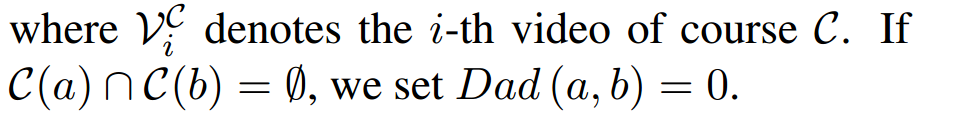 where $\mathcal{V}_i^{\mathcal{C}}$ denotes the $i$-th video of course $\mathcal{C}$. If
$\mathcal{C}(a) \cap \mathcal{C}(b) = \emptyset$, we set $Dad\,(a, b) = 0$.